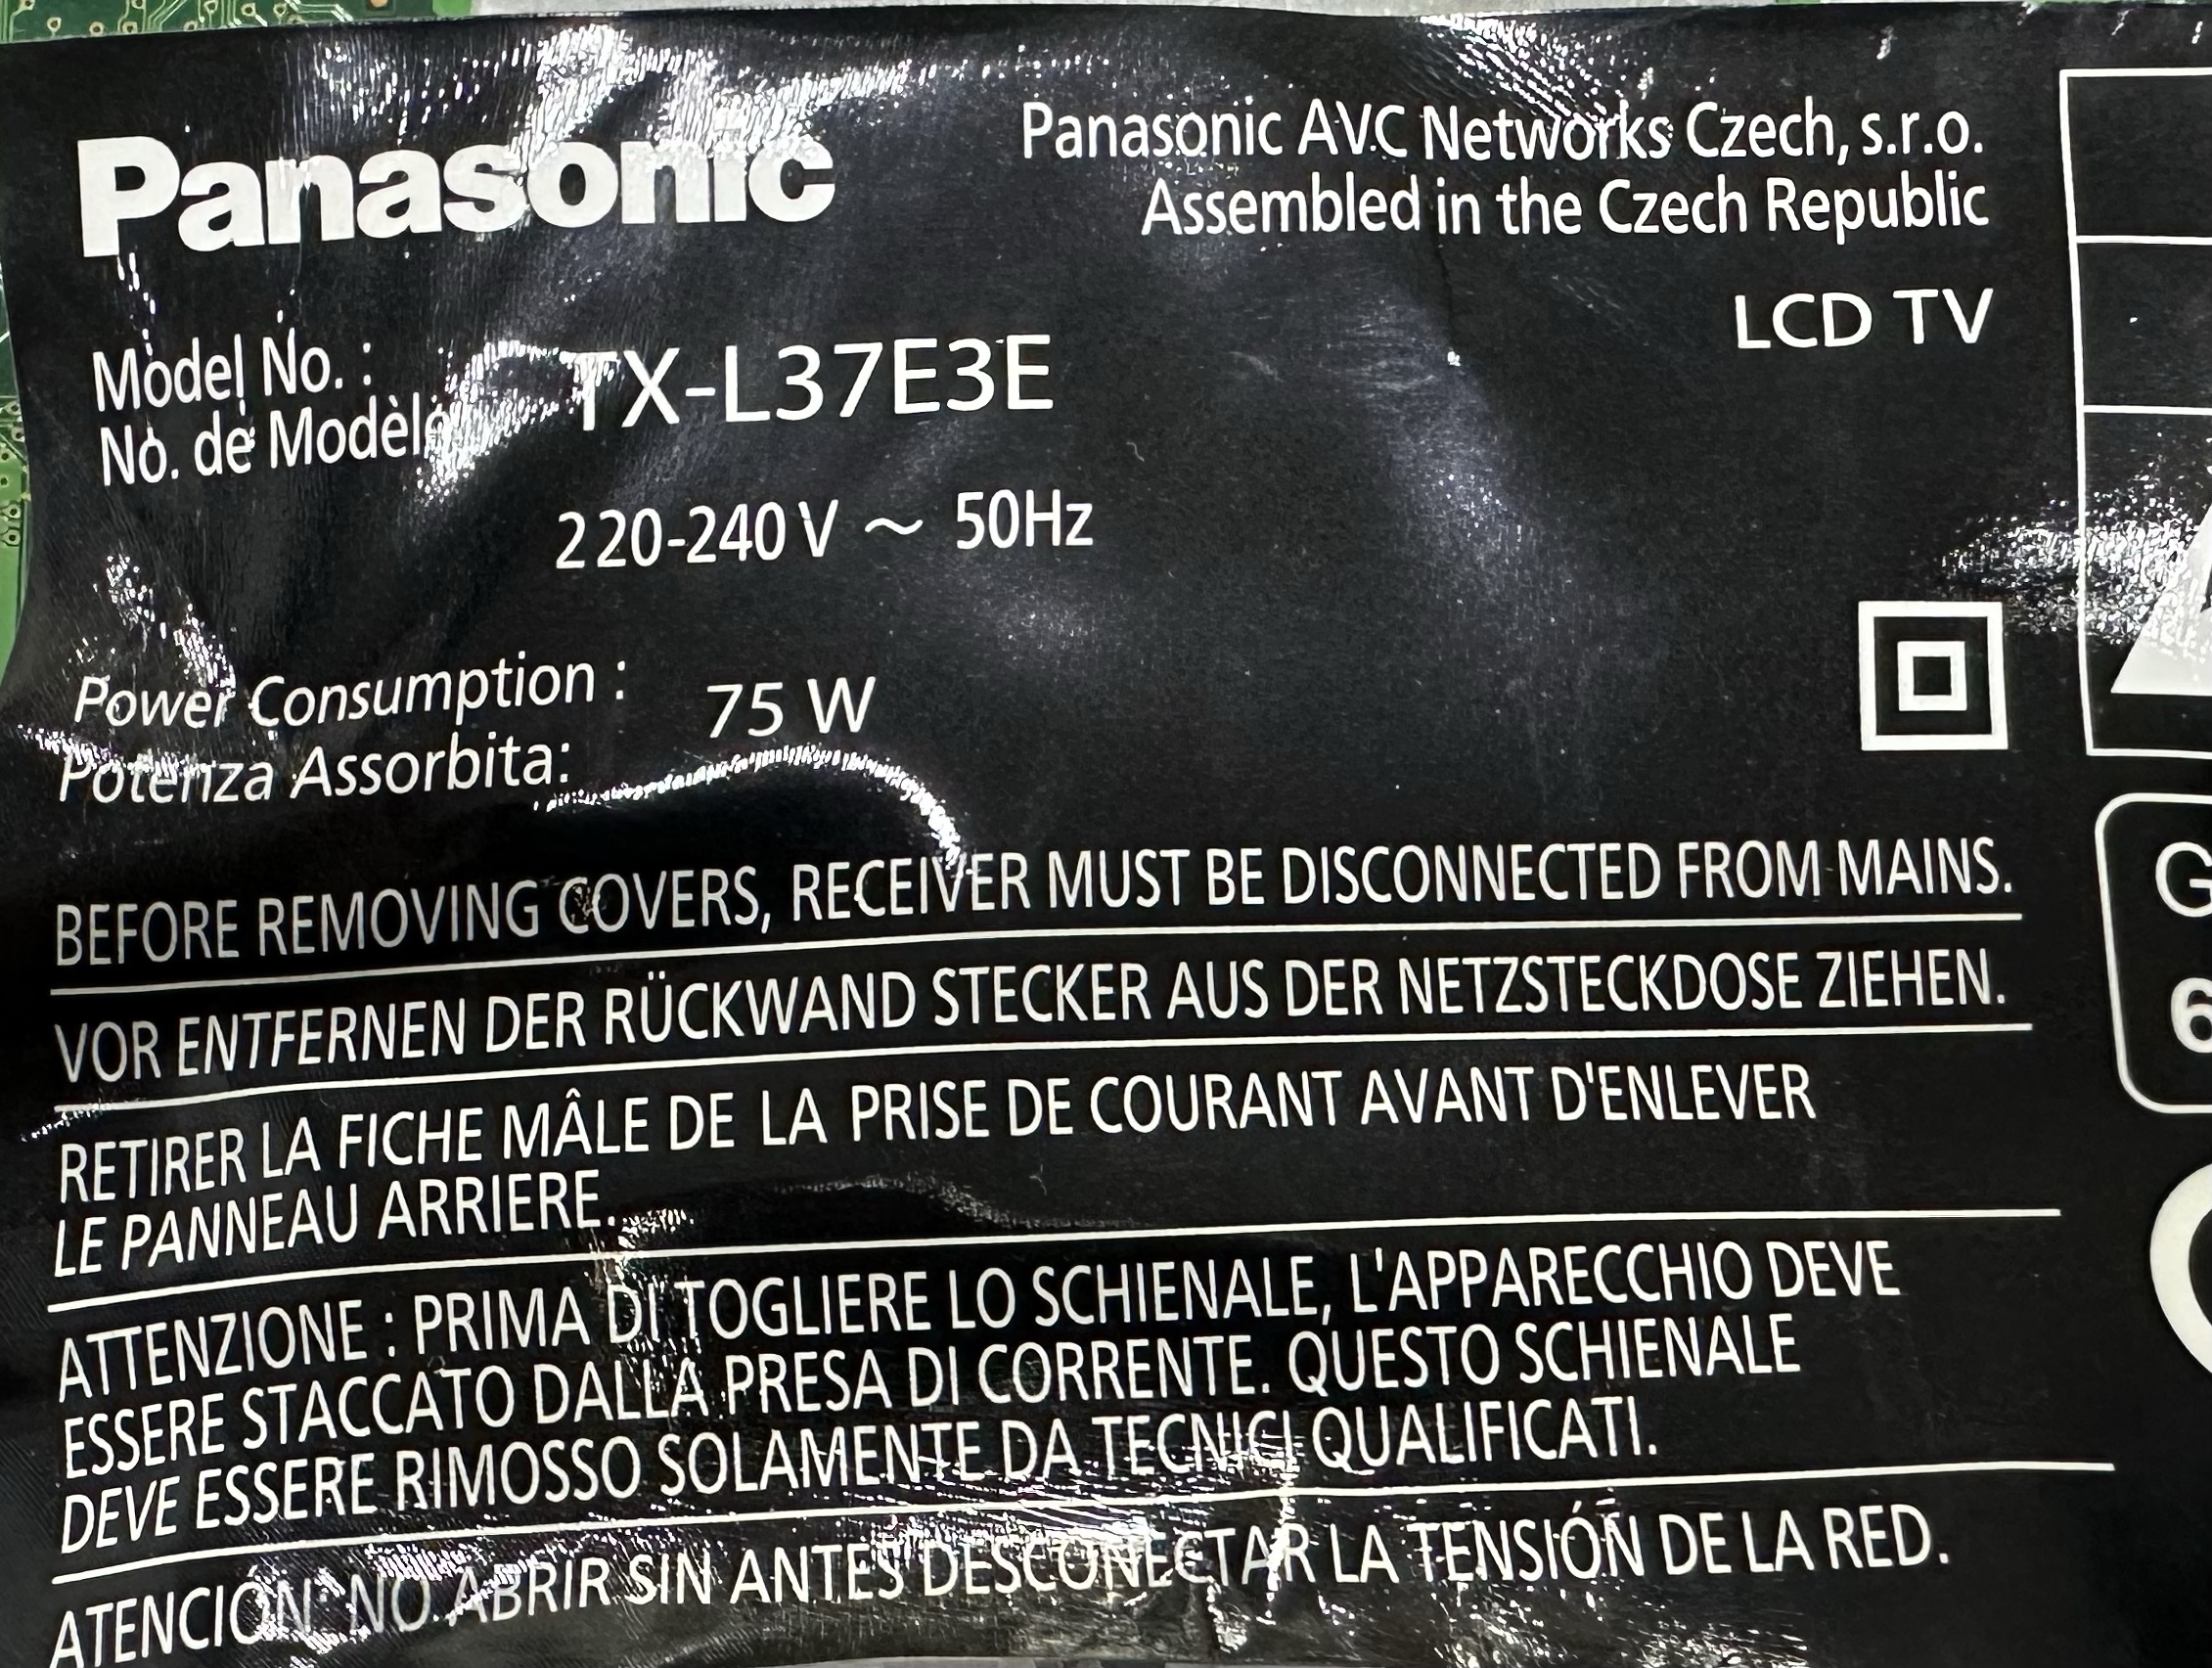 Panasonic
Panasonic AVC Networks Czech, s.r.o.
Assembled in the Czech Republic
LCD TV
Model No. :
No. de Modèle
TX-L37E3E
220-240 V ~ 50Hz
Power Consumption :
Potenza Assorbita:
75 W
BEFORE REMOVING COVERS, RECEIVER MUST BE DISCONNECTED FROM MAINS.
VOR ENTFERNEN DER RÜCKWAND STECKER AUS DER NETZSTECKDOSE ZIEHEN.
RETIRER LA FICHE MÂLE DE LA PRISE DE COURANT AVANT D'ENLEVER
LE PANNEAU ARRIERE.
ATTENZIONE : PRIMA DI TOGLIERE LO SCHIENALE, L'APPARECCHIO DEVE
ESSERE STACCATO DALLA PRESA DI CORRENTE. QUESTO SCHIENALE
DEVE ESSERE RIMOSSO SOLAMENTE DA TECNICI QUALIFICATI.
ATENCIÓN: NO ABRIR SIN ANTES DESCONECTAR LA TENSIÓN DE LA RED.
G
6